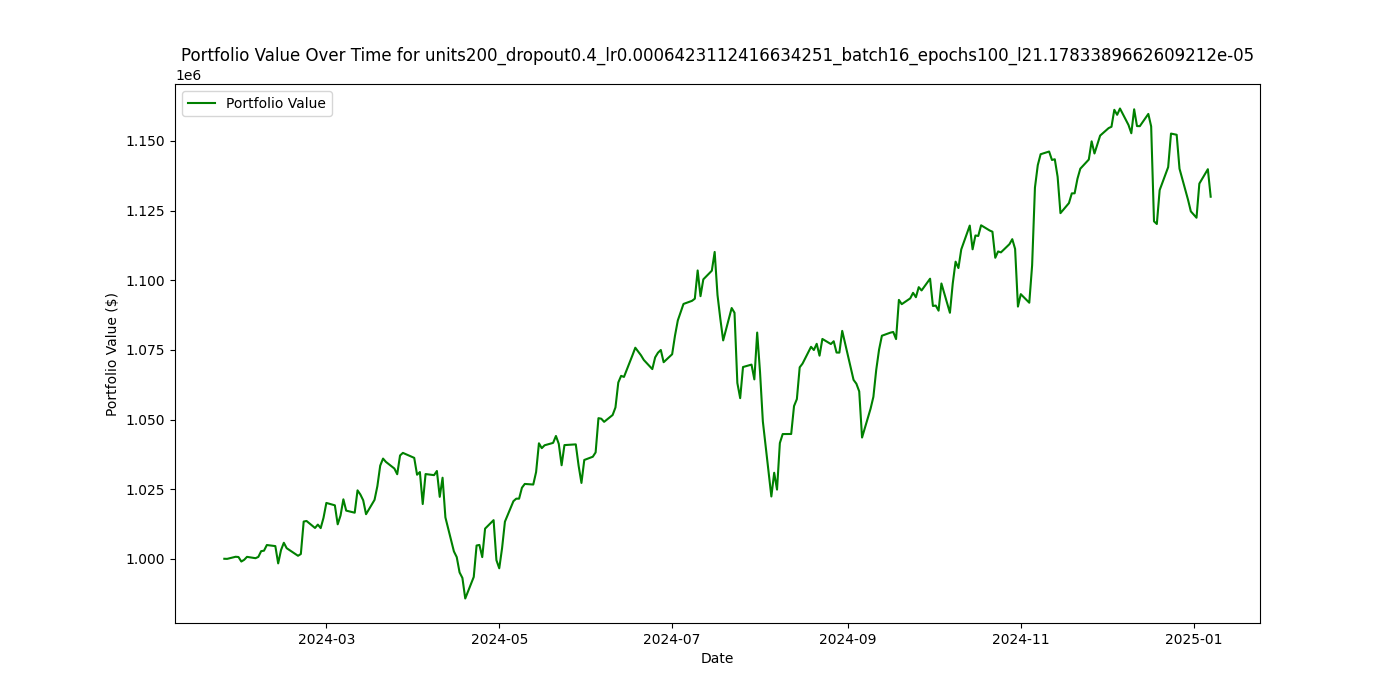 Portfolio Value Over Time for units200_dropout0.4_lr0.0006423112416634251_batch16_epochs100_l21.1783389662609212e-05
1e6
Portfolio Value
1.150
1.125
1.100
1.075
1.050
1.025
1.000
Portfolio Value ($)
2024-03 2024-05 2024-07 2024-09 2024-11 2025-01
Date